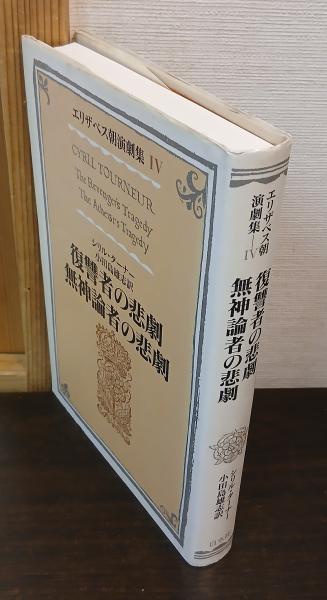 エリザベス朝演劇集 IV
CYRIL TOURNEUR
The Revenger's Tragedy
The Atheist's Tragedy
シリル・ターナー
小田島雄志訳
復讐者の悲劇
無神論者の悲劇
エリザベス朝
演劇集—IV
復讐者の悲劇
無神論者の悲劇
シリル・ターナー
小田島雄志訳
白水社